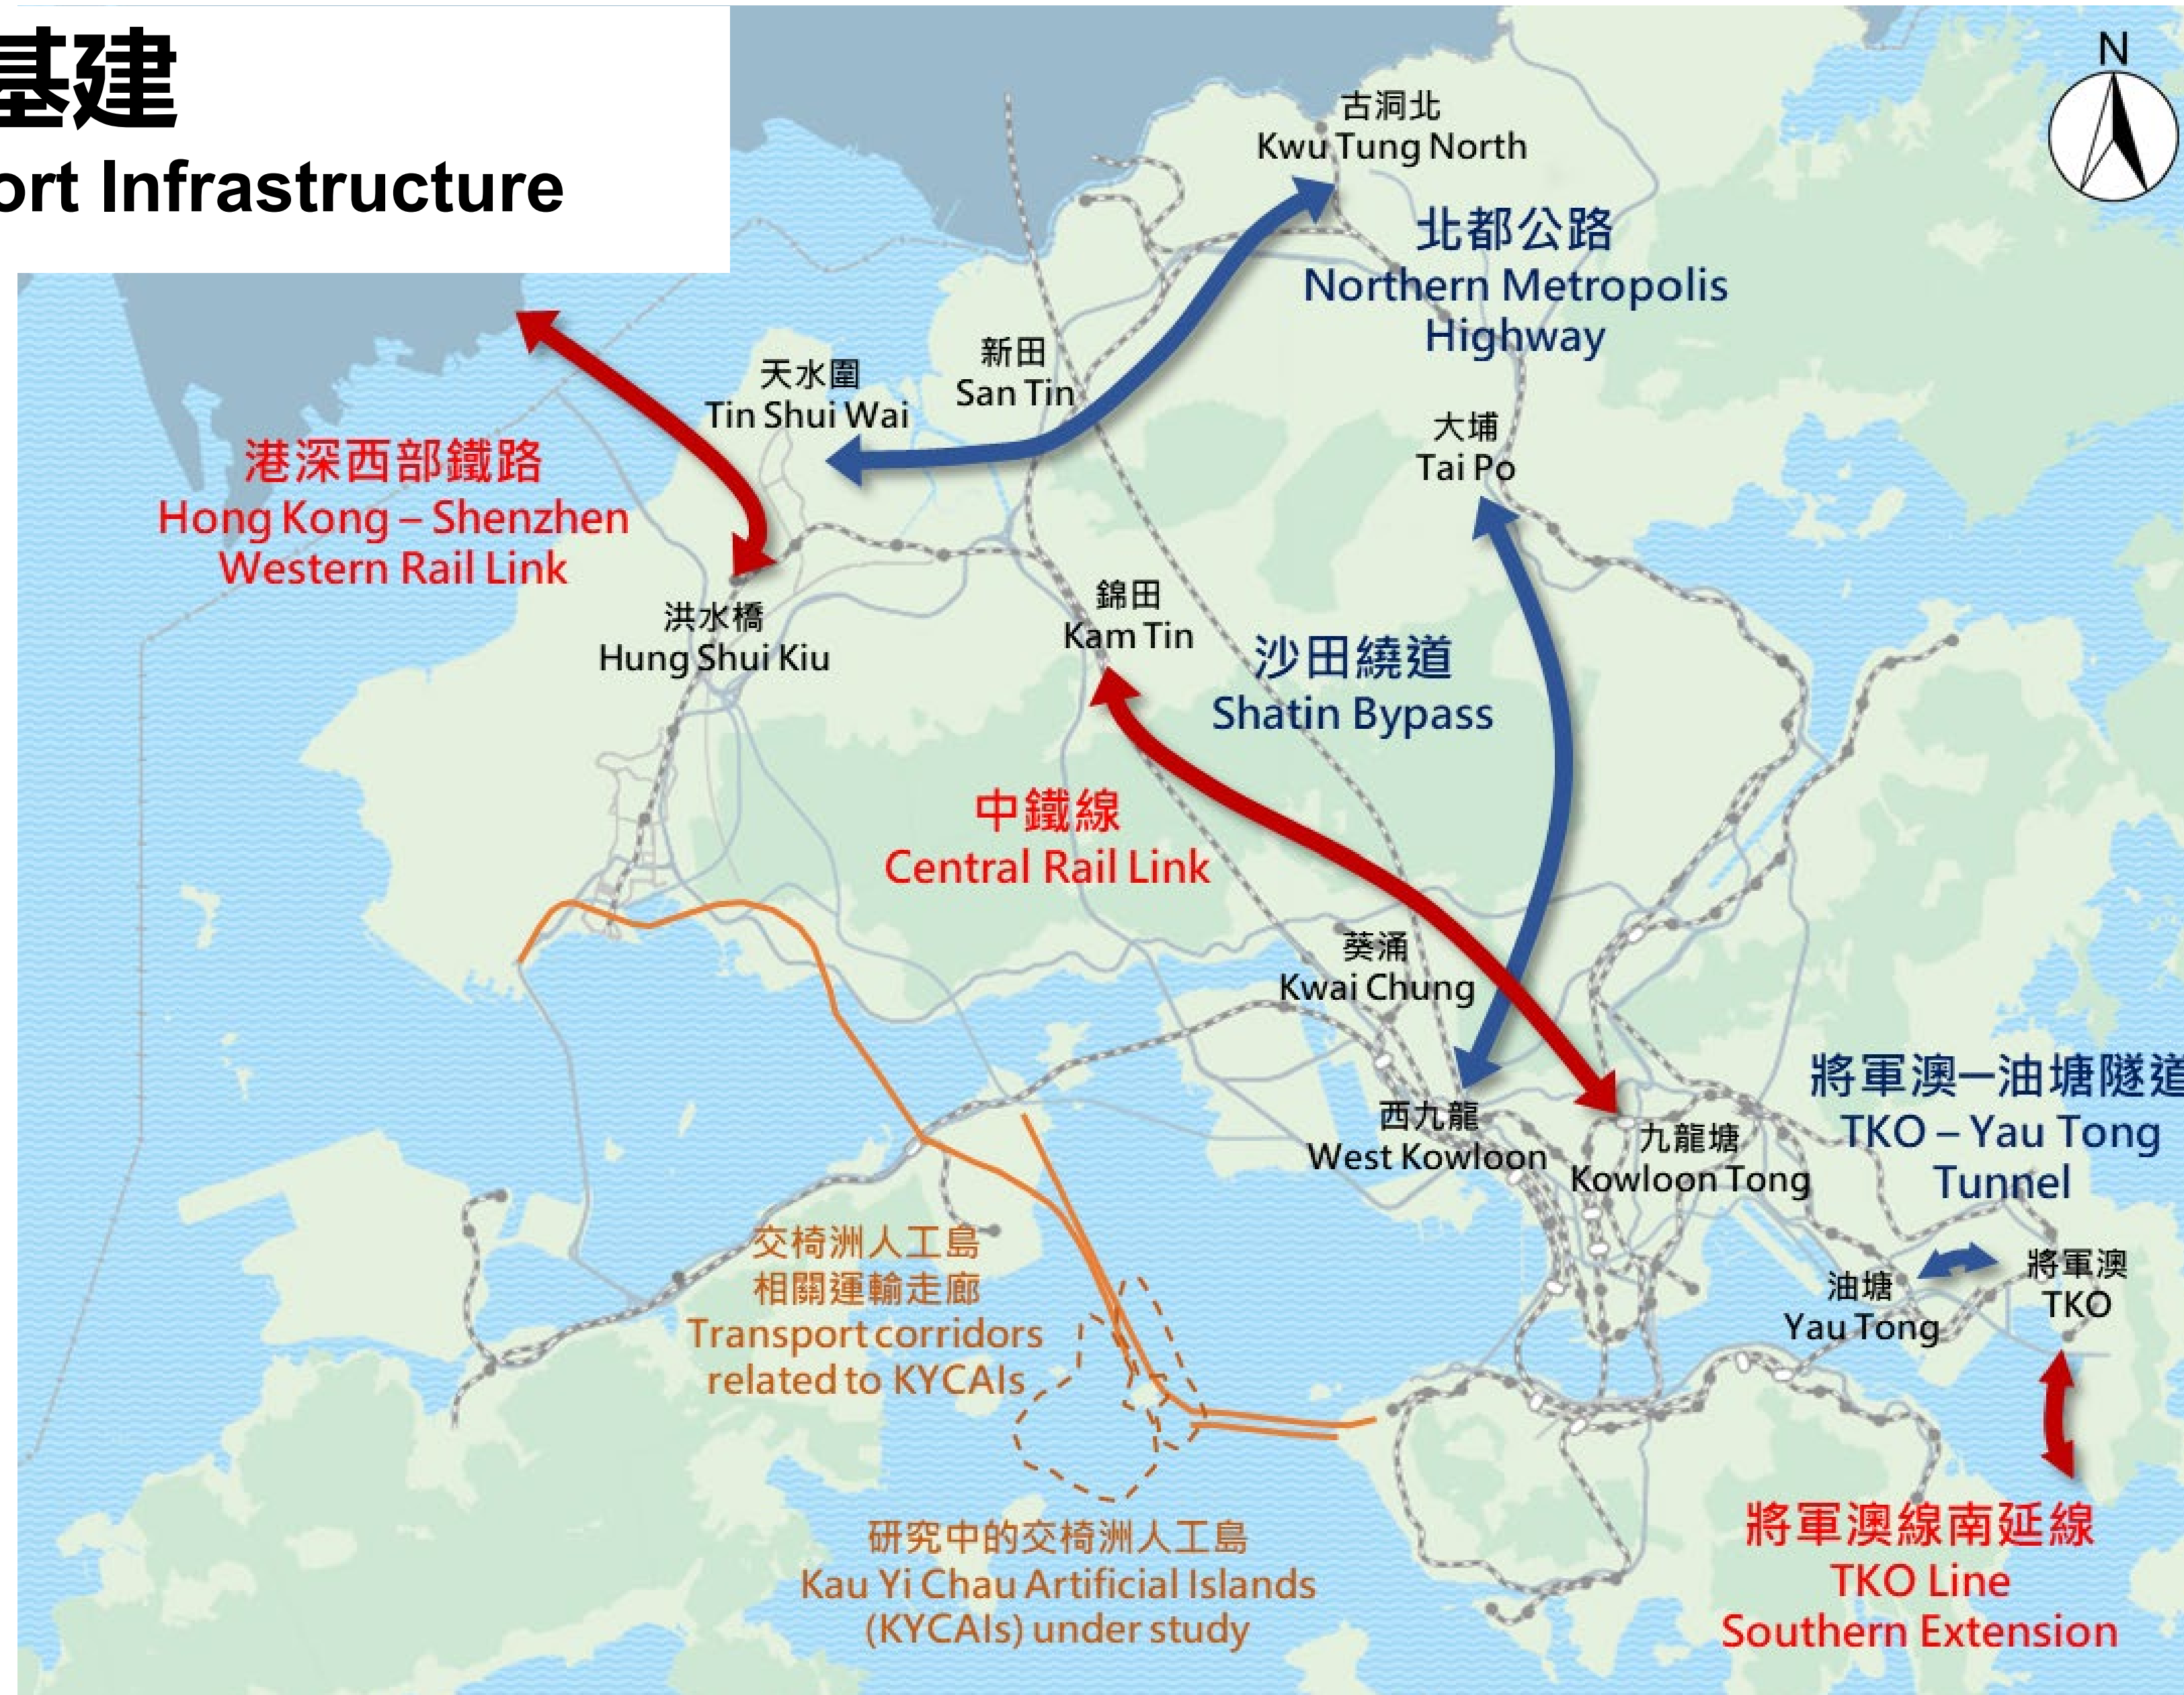 基建
ort Infrastructure
N
古洞北
Kwu Tung North
北都公路
Northern Metropolis
Highway
新田
San Tin
天水圍
Tin Shui Wai
大埔
Tai Po
港深西部鐵路
Hong Kong – Shenzhen
Western Rail Link
洪水橋
Hung Shui Kiu
錦田
Kam Tin
沙田繞道
Shatin Bypass
中鐵線
Central Rail Link
葵涌
Kwai Chung
西九龍
West Kowloon
九龍塘
Kowloon Tong
將軍澳—油塘隧道
TKO – Yau Tong
Tunnel
交椅洲人工島
相關運輸走廊
Transport corridors
related to KYCAIs
油塘
Yau Tong
將軍澳
TKO
研究中的交椅洲人工島
Kau Yi Chau Artificial Islands
(KYCAIs) under study
將軍澳線南延線
TKO Line
Southern Extension